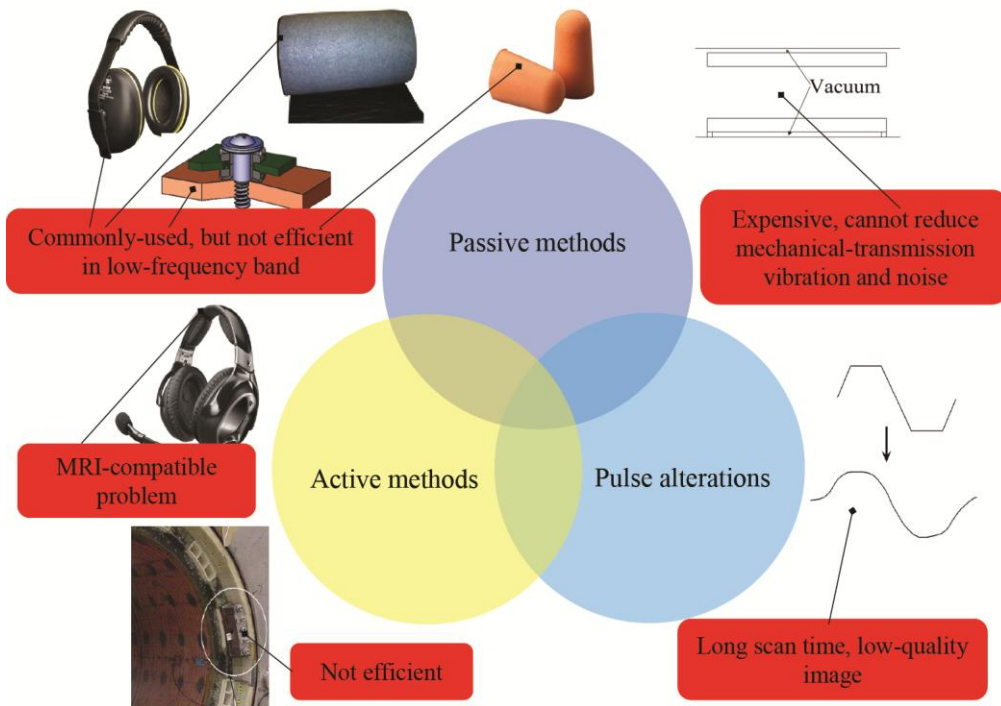 Vacuum
Commonly-used, but not efficient
in low-frequency band
Passive methods
Expensive, cannot reduce
mechanical-transmission
vibration and noise
MRI-compatible
problem
Active methods
Pulse alterations
Not efficient
Long scan time, low-quality
image